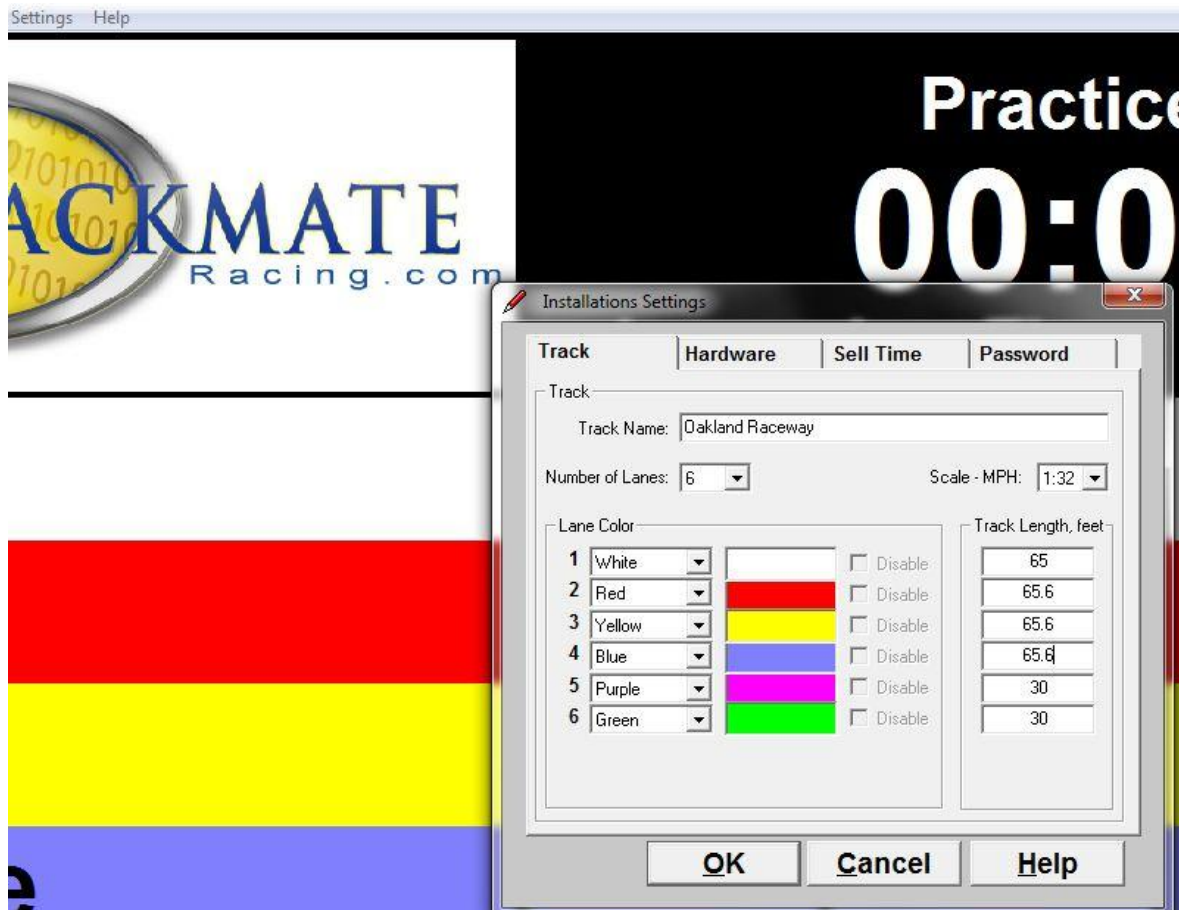 Settings Help
Practice
ACKMATE
Racing.com
00:0
Installations Settings
Track Hardware Sell Time Password
Track
Track Name: Oakland Raceway
Number of Lanes: 6 Scale - MPH: 1:32
Lane Color Track Length, feet
1 White Disable 65
2 Red Disable 65.6
3 Yellow Disable 65.6
4 Blue Disable 65.6
5 Purple Disable 30
6 Green Disable 30
OK Cancel Help